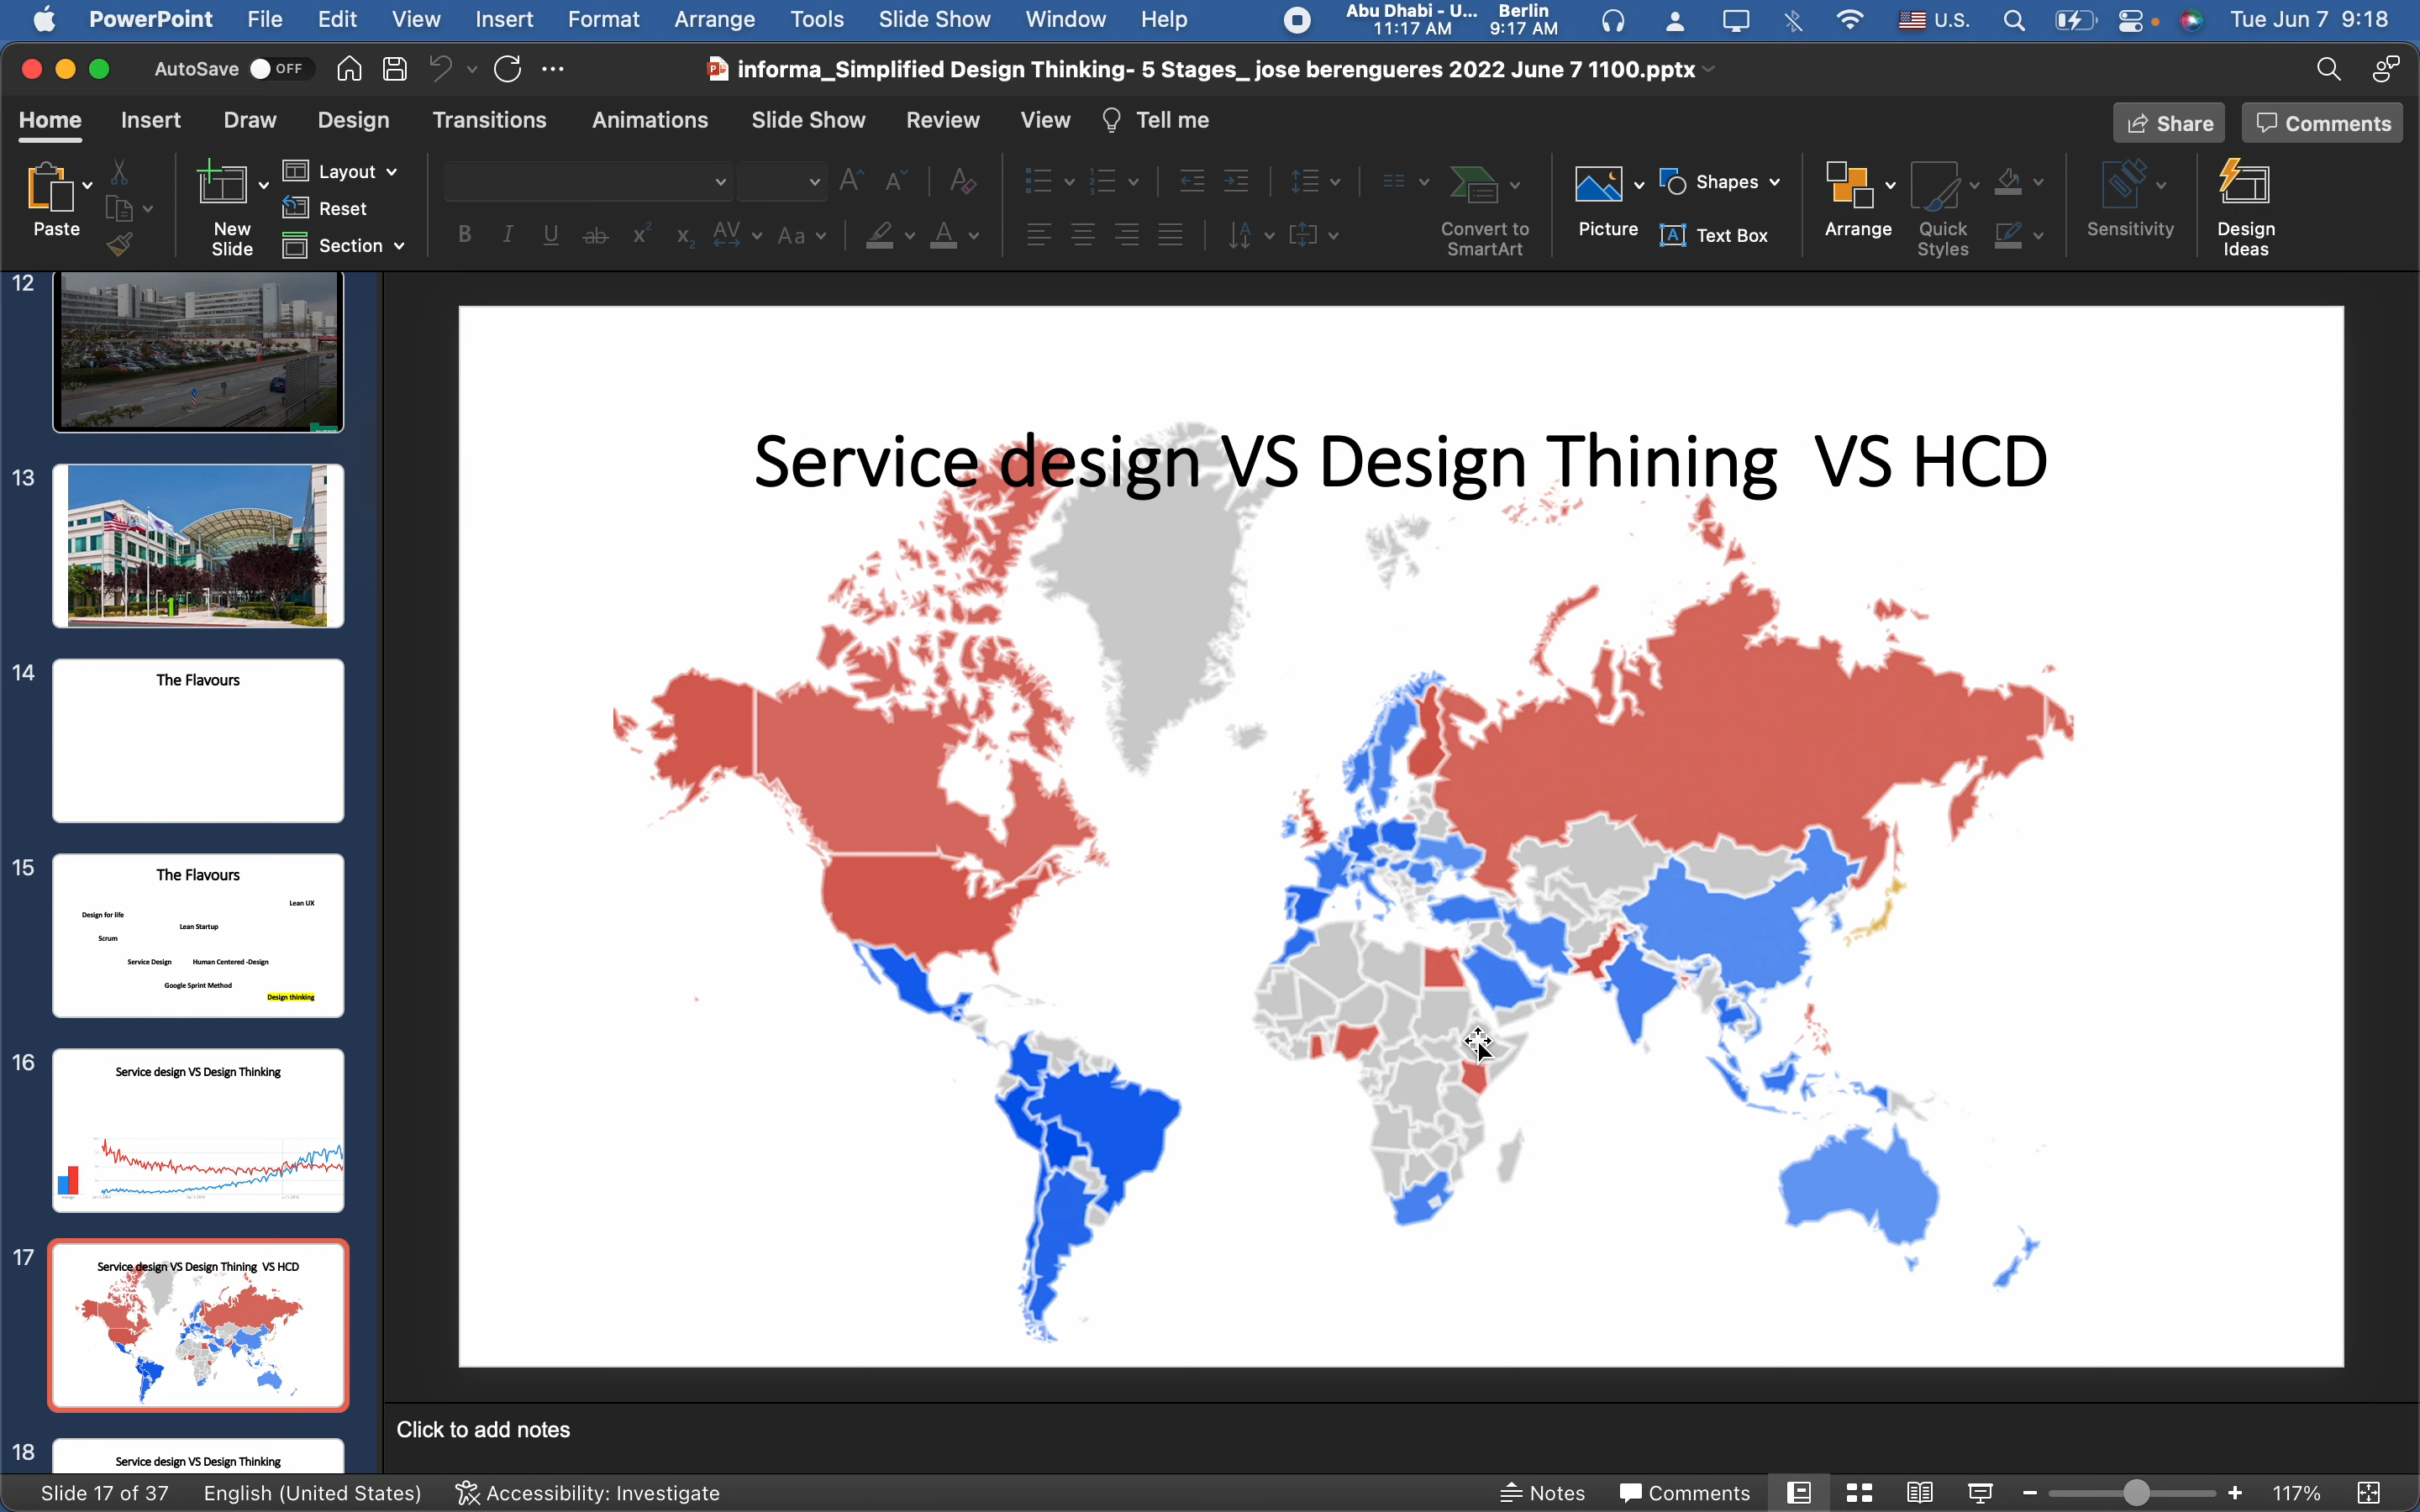 PowerPoint File Edit View Insert Format Arrange Tools Slide Show Window Help
Abu Dhabi - U... Berlin
11:17 AM 9:17 AM
U.S.
Tue Jun 7 9:18
AutoSave OFF
informa_Simplified Design Thinking- 5 Stages_ jose berengueres 2022 June 7 1100.pptx
Home Insert Draw Design Transitions Animations Slide Show Review View Tell me
Share Comments
Paste
New
Slide
Layout
Reset
Section
Convert to
SmartArt
Picture
Shapes
Text Box
Arrange
Quick
Styles
Sensitivity
Design
Ideas
12
13
14
The Flavours
15
The Flavours
Lean UX
Design for life
Lean Startup
Scrum
Service Design Human Centered -Design
Google Sprint Method
Design thinking
16
Service design VS Design Thinking
17
Service design VS Design Thining VS HCD
18
Service design VS Design Thinking
Service design VS Design Thining VS HCD
Click to add notes
Slide 17 of 37 English (United States) Accessibility: Investigate
Notes Comments 117%